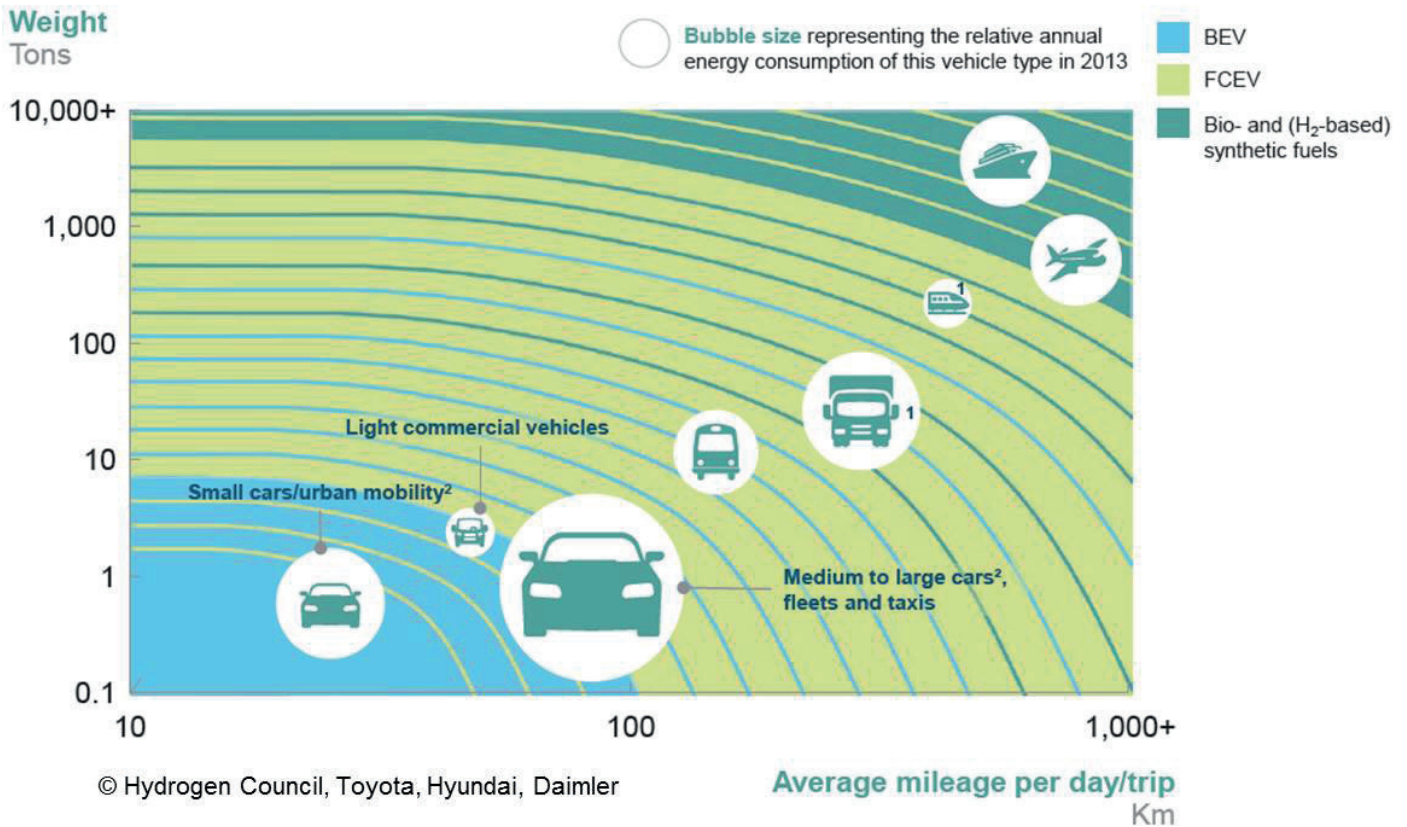 Weight
Tons
Bubble size representing the relative annual
energy consumption of this vehicle type in 2013
BEV
FCEV
Bio- and (H₂-based)
synthetic fuels
10,000+
1,000
100
10
1
0.1
1
1
Light commercial vehicles
Small cars/urban mobility²
Medium to large cars²,
fleets and taxis
10
100
1,000+
© Hydrogen Council, Toyota, Hyundai, Daimler
Average mileage per day/trip
Km